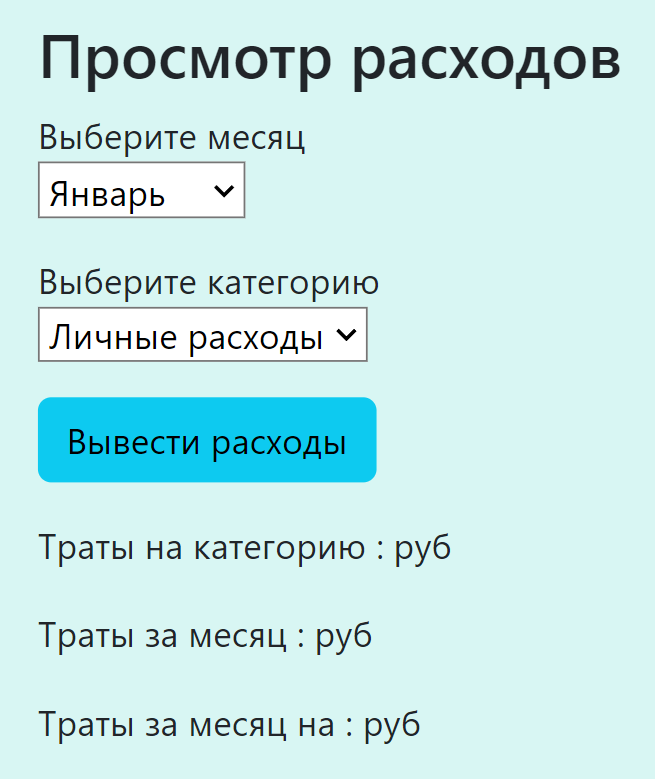 Просмотр расходов
Выберите месяц
Январь
Выберите категорию
Личные расходы
Вывести расходы
Траты на категорию : руб
Траты за месяц : руб
Траты за месяц на : руб